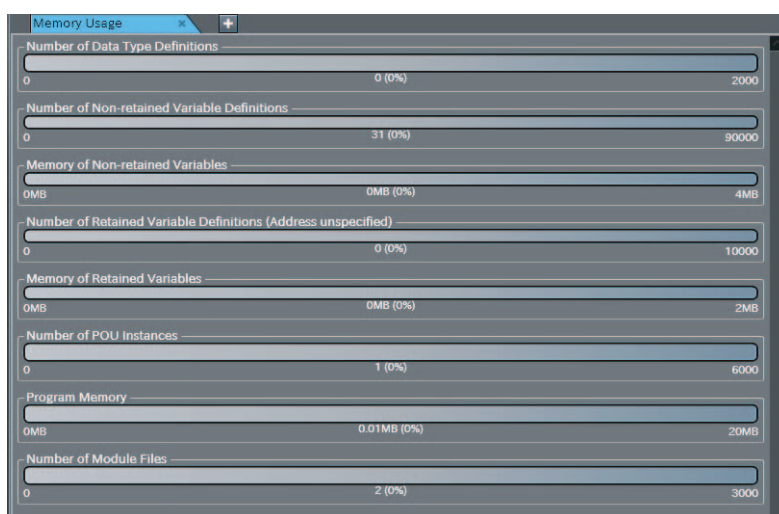 Memory Usage × +
Number of Data Type Definitions
0 0 (0%) 2000
Number of Non-retained Variable Definitions
0 31 (0%) 90000
Memory of Non-retained Variables
0MB 0MB (0%) 4MB
Number of Retained Variable Definitions (Address unspecified)
0 0 (0%) 10000
Memory of Retained Variables
0MB 0MB (0%) 2MB
Number of POU Instances
0 1 (0%) 6000
Program Memory
0MB 0.01MB (0%) 20MB
Number of Module Files
0 2 (0%) 3000